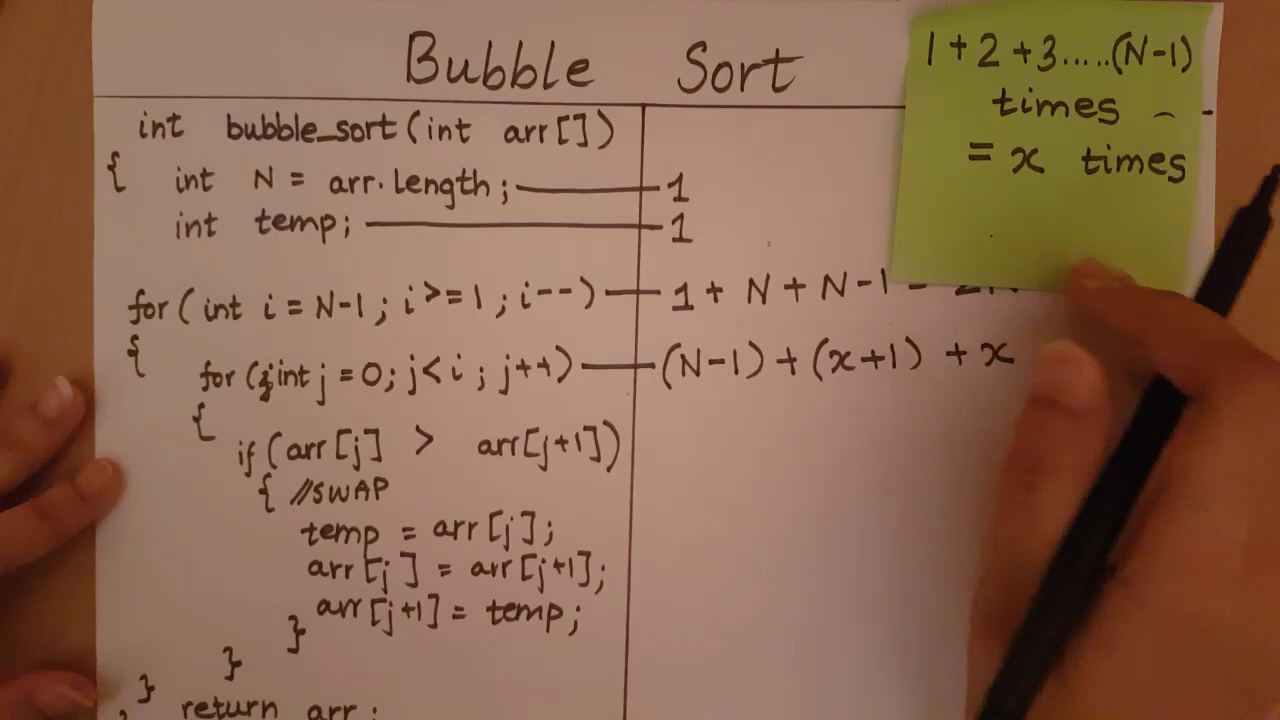 Bubble Sort
1 + 2 + 3.....(N-1)
times
= x times
int bubble_sort(int arr[])
{ int N = arr.length; 1
int temp; 1
for( int i = N-1 ; i>=1 ; i--) 1 + N + N-1
{
for ( int j = 0; j< i ; j++) (N-1) + (x+1) + x
{
if (arr[j] > arr[j+1])
{ //SWAP
temp = arr[j];
arr[j] = arr[j+1];
arr[j+1] = temp;
}
}
} return arr;